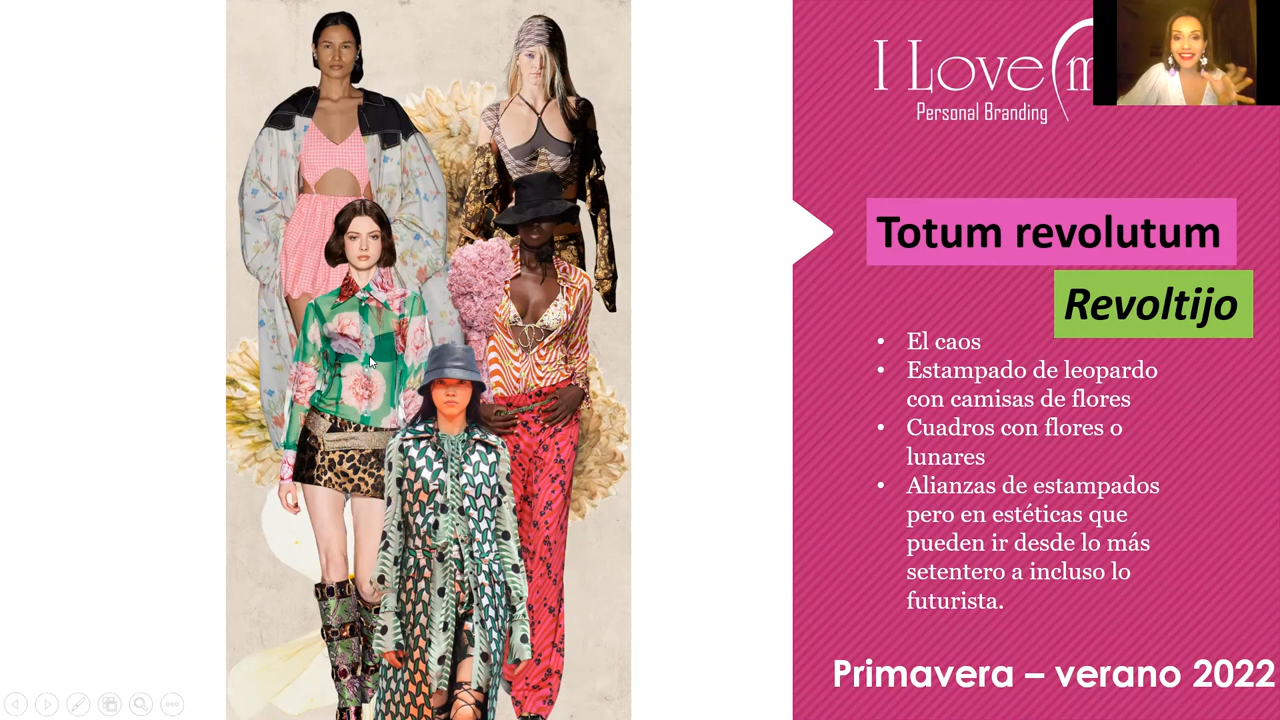 I Love m
Personal Branding
Totum revolutum
Revoltijo
• El caos
• Estampado de leopardo
con camisas de flores
• Cuadros con flores o
lunares
• Alianzas de estampados
pero en estéticas que
pueden ir desde lo más
setentero a incluso lo
futurista.
Primavera – verano 2022